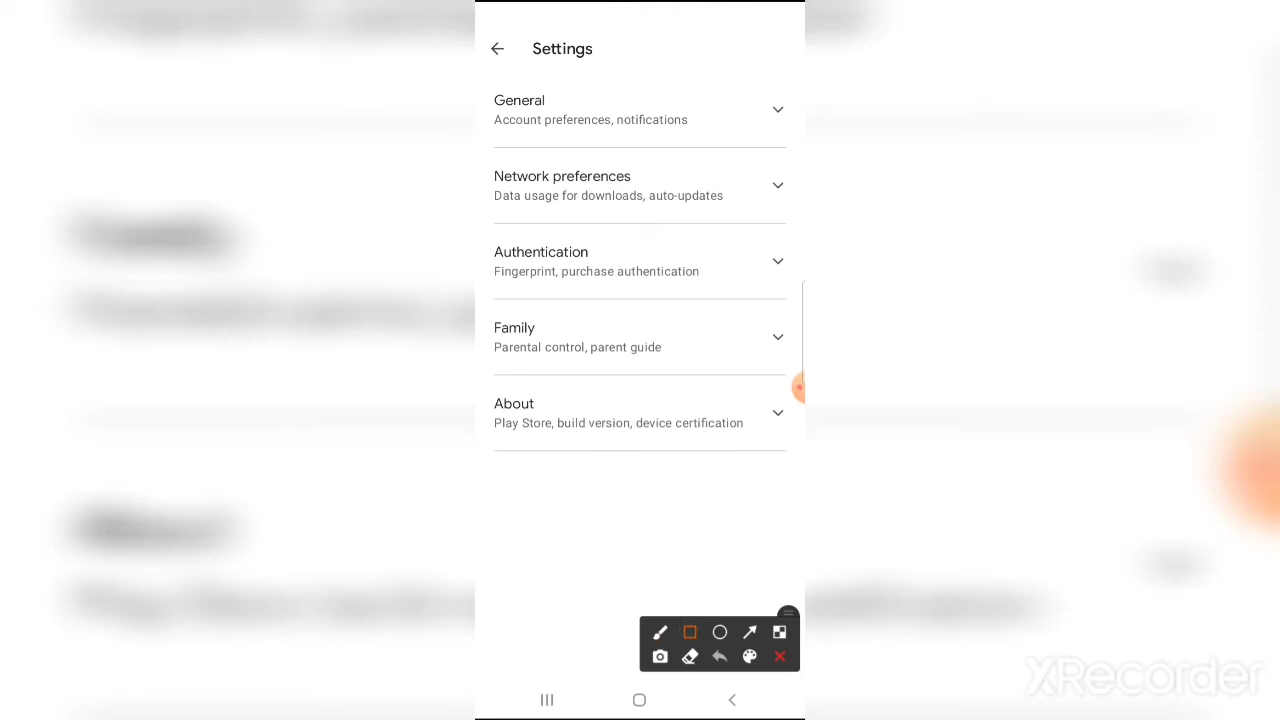 Settings
General
Account preferences, notifications
Network preferences
Data usage for downloads, auto-updates
Authentication
Fingerprint, purchase authentication
Family
Parental control, parent guide
About
Play Store, build version, device certification
XRecorder